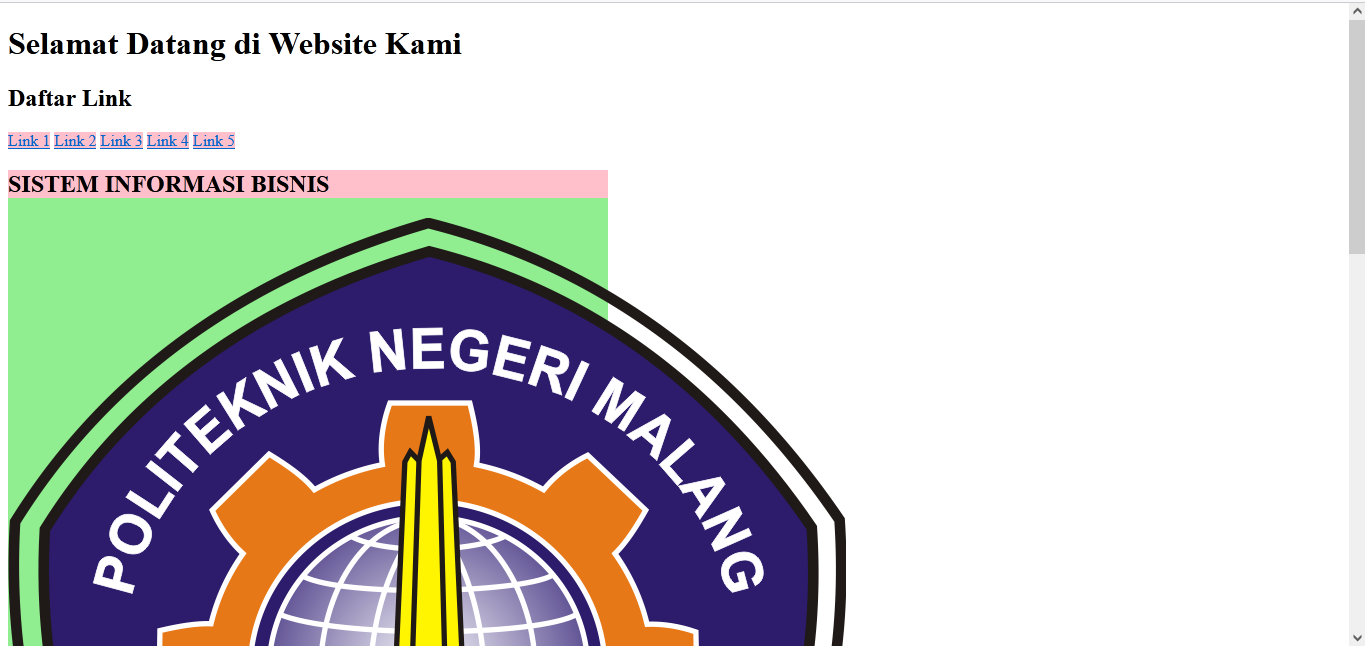 Selamat Datang di Website Kami
Daftar Link
Link 1 Link 2 Link 3 Link 4 Link 5
SISTEM INFORMASI BISNIS
POLITEKNIK NEGERI MALANG